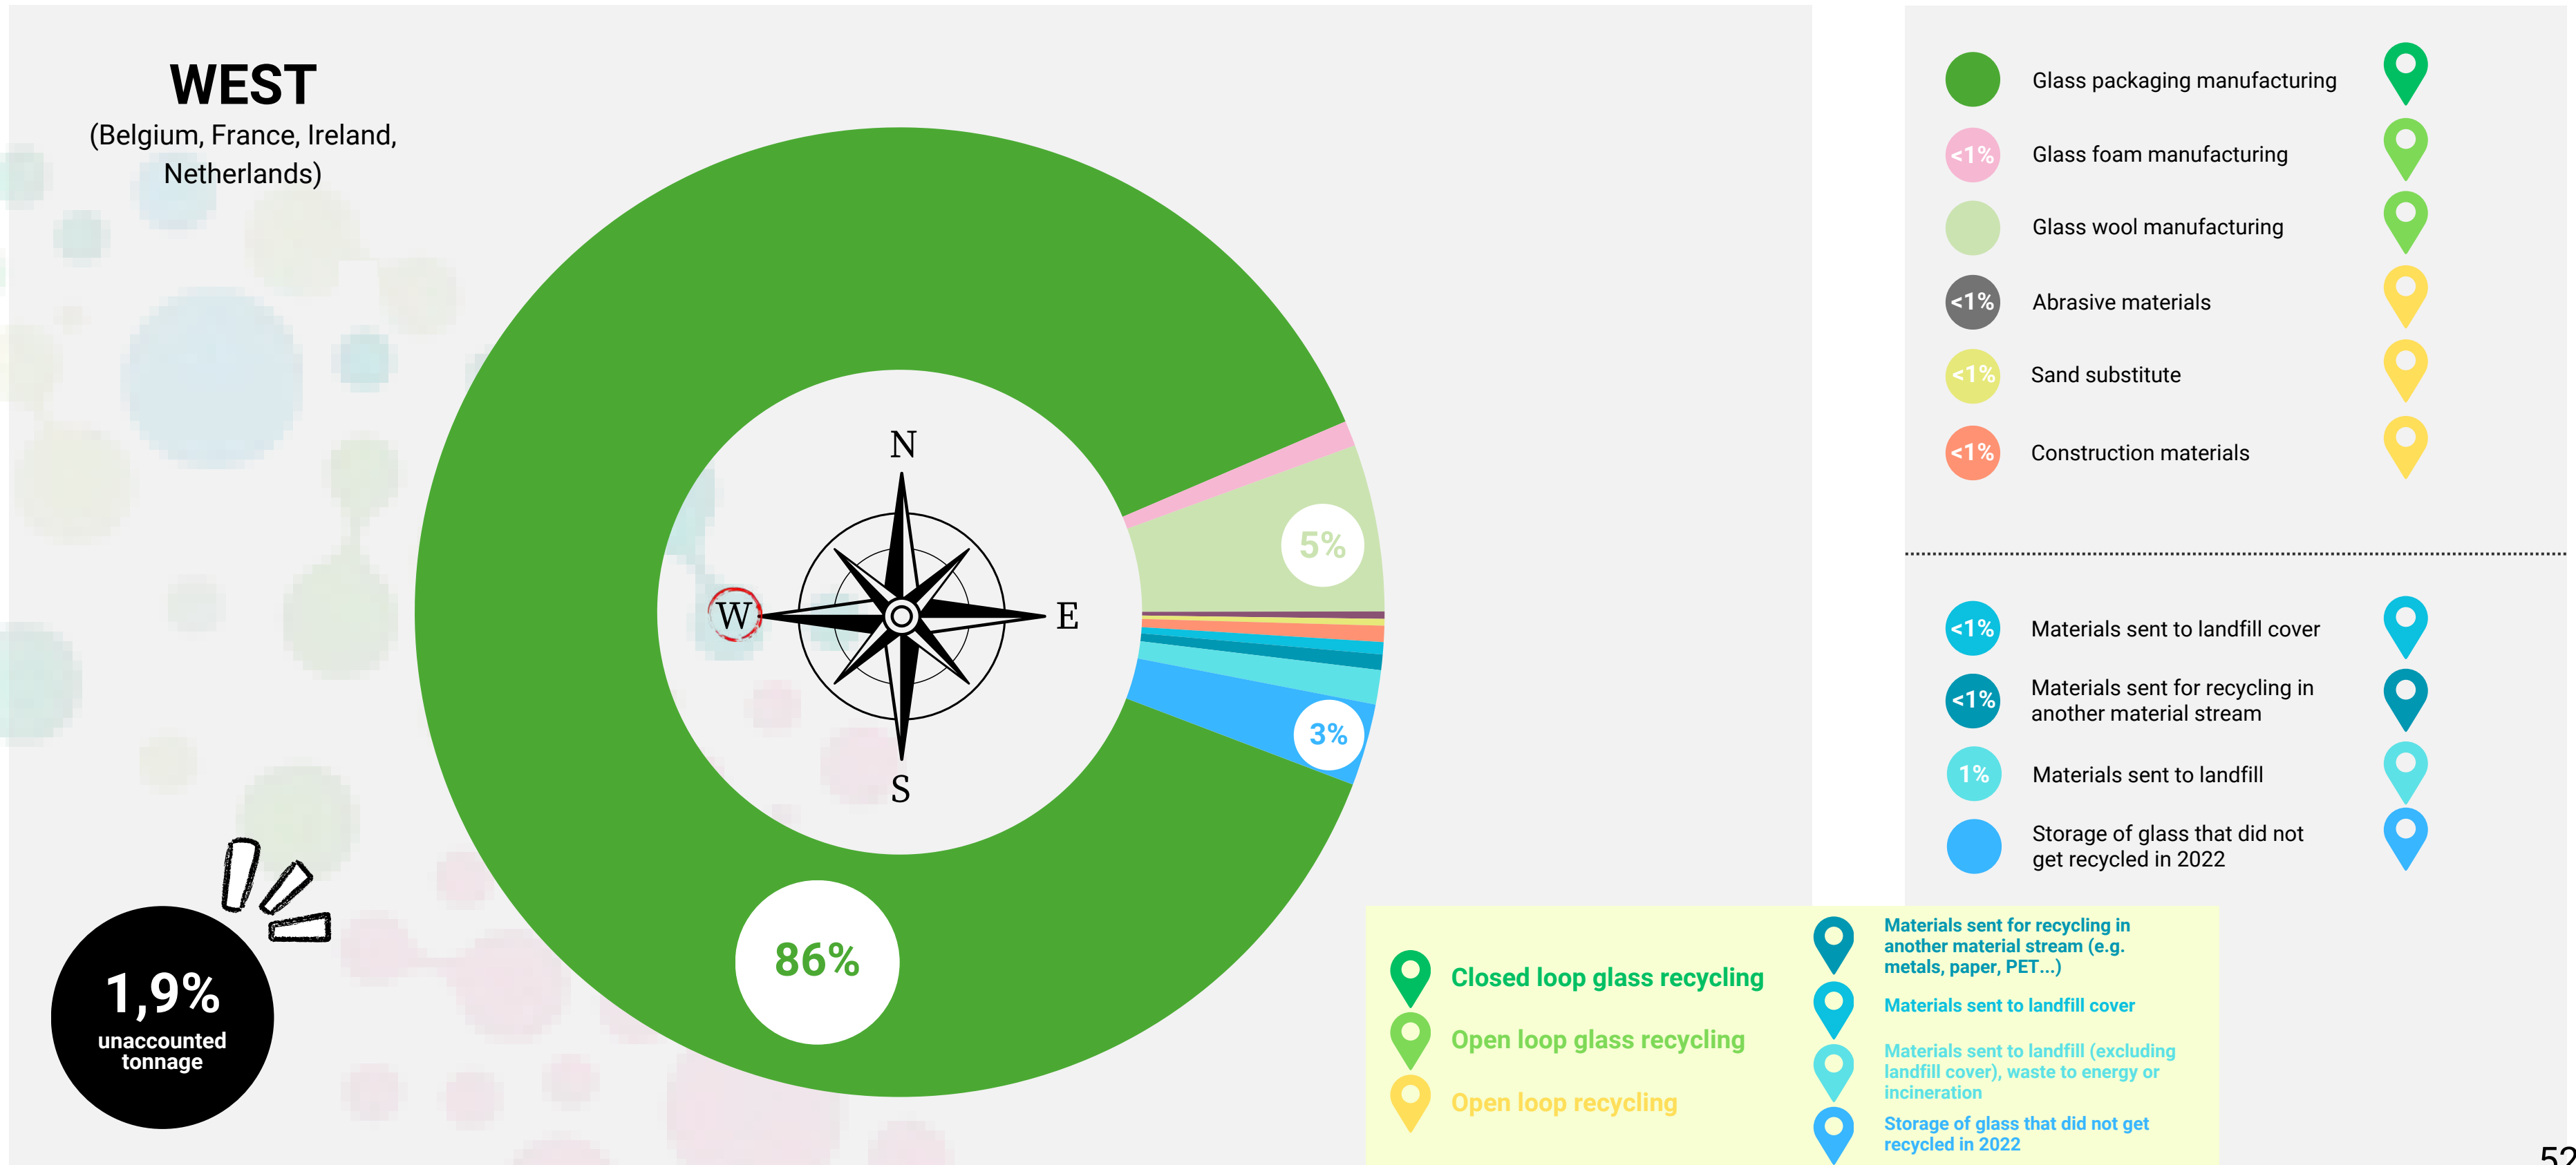 WEST
(Belgium, France, Ireland,
Netherlands)
N
W
E
S
5%
3%
86%
1,9%
unaccounted
tonnage
Glass packaging manufacturing
<1% Glass foam manufacturing
Glass wool manufacturing
<1% Abrasive materials
<1% Sand substitute
<1% Construction materials
<1% Materials sent to landfill cover
<1% Materials sent for recycling in
another material stream
1% Materials sent to landfill
Storage of glass that did not
get recycled in 2022
Closed loop glass recycling
Open loop glass recycling
Open loop recycling
Materials sent for recycling in
another material stream (e.g.
metals, paper, PET...)
Materials sent to landfill cover
Materials sent to landfill (excluding
landfill cover), waste to energy or
incineration
Storage of glass that did not get
recycled in 2022
52